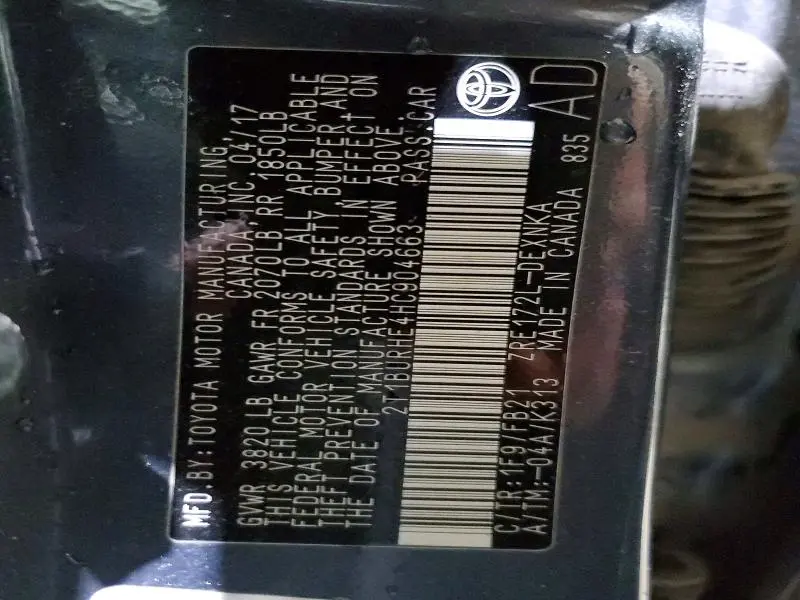 MFD. BY: TOYOTA MOTOR MANUFACTURING
CANADA, INC. 04/17
GVWR 3820 LB GAWR FR 2070LB RR 1850LB
THIS VEHICLE CONFORMS TO ALL APPLICABLE
FEDERAL MOTOR VEHICLE SAFETY, BUMPER, AND
THEFT PREVENTION STANDARDS IN EFFECT ON
THE DATE OF MANUFACTURE SHOWN ABOVE.
2T1BURHE4HC904663 PASS.CAR
C/TR:1F9/FB21 ZRE172L-DEXNKA
A/TM:-04A/K313 MADE IN CANADA 835
AD